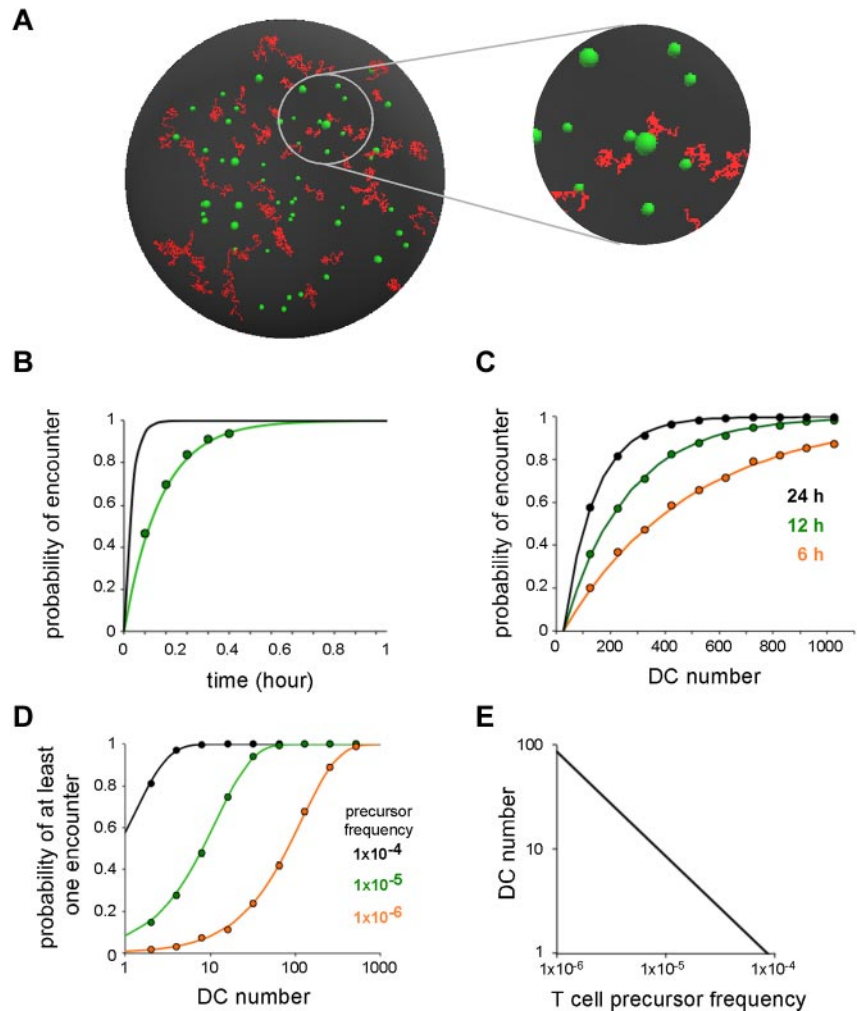 A
B
probability of encounter
1
0.8
0.6
0.4
0.2
0
0
0.2
0.4
0.6
0.8
1
time (hour)
C
probability of encounter
1
0.8
0.6
0.4
0.2
0
200
400
600
800
1000
DC number
24 h
12 h
6 h
D
probability of at least
one encounter
1
0.8
0.6
0.4
0.2
0
1
10
100
1000
DC number
precursor
frequency
1x10-4
1x10-5
1x10-6
E
DC number
100
10
1
1x10-6
1x10-5
1x10-4
T cell precursor frequency